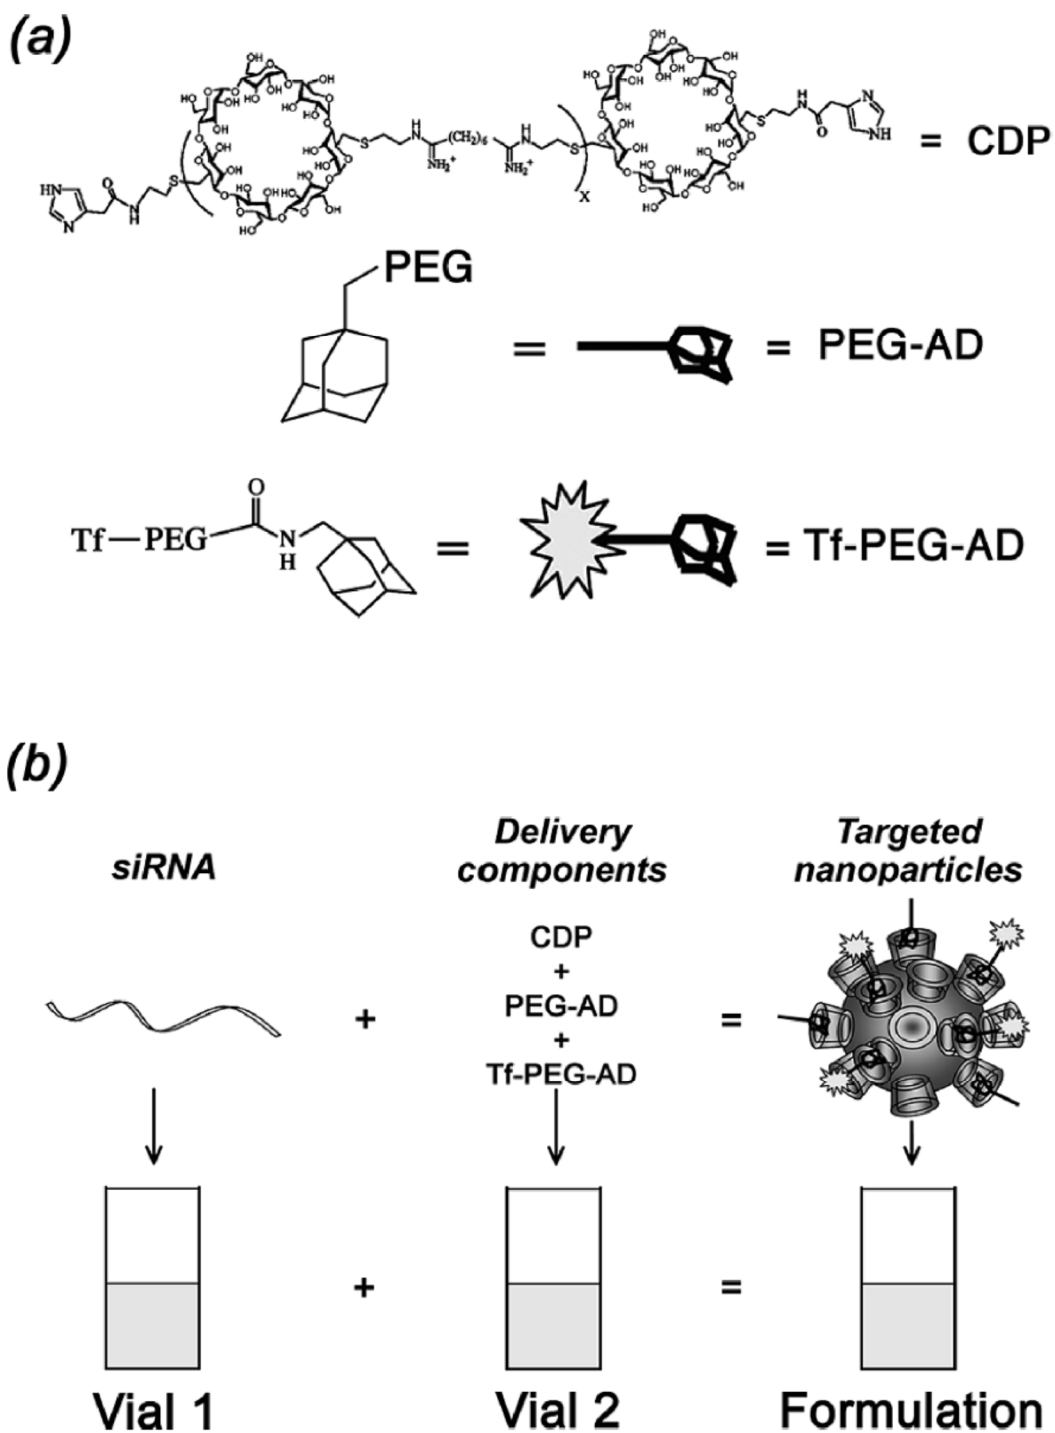 (a)
= CDP
PEG
= = PEG-AD
Tf—PEG
O
N
H
= = Tf-PEG-AD
(b)
siRNA
Delivery
components
Targeted
nanoparticles
CDP
+
PEG-AD
+
Tf-PEG-AD
+ =
+ =
Vial 1
Vial 2
Formulation